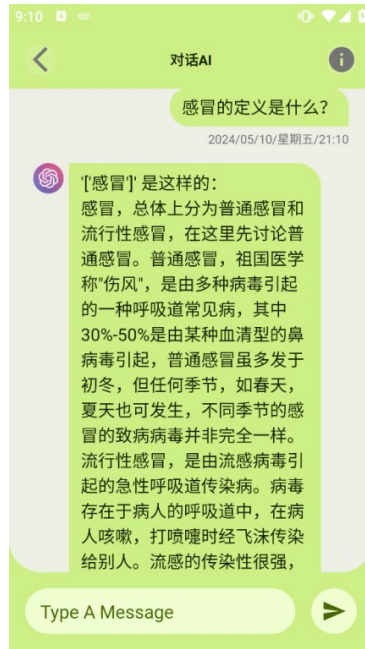 9:10
对话AI
感冒的定义是什么？
2024/05/10/星期五/21:10
'['感冒']' 是这样的：
感冒，总体上分为普通感冒和
流行性感冒，在这里先讨论普
通感冒。普通感冒，祖国医学
称"伤风"，是由多种病毒引起
的一种呼吸道常见病，其中
30%-50%是由某种血清型的鼻
病毒引起，普通感冒虽多发于
初冬，但任何季节，如春天，
夏天也可发生，不同季节的感
冒的致病病毒并非完全一样。
流行性感冒，是由流感病毒引
起的急性呼吸道传染病。病毒
存在于病人的呼吸道中，在病
人咳嗽，打喷嚏时经飞沫传染
给别人。流感的传染性很强，
Type A Message